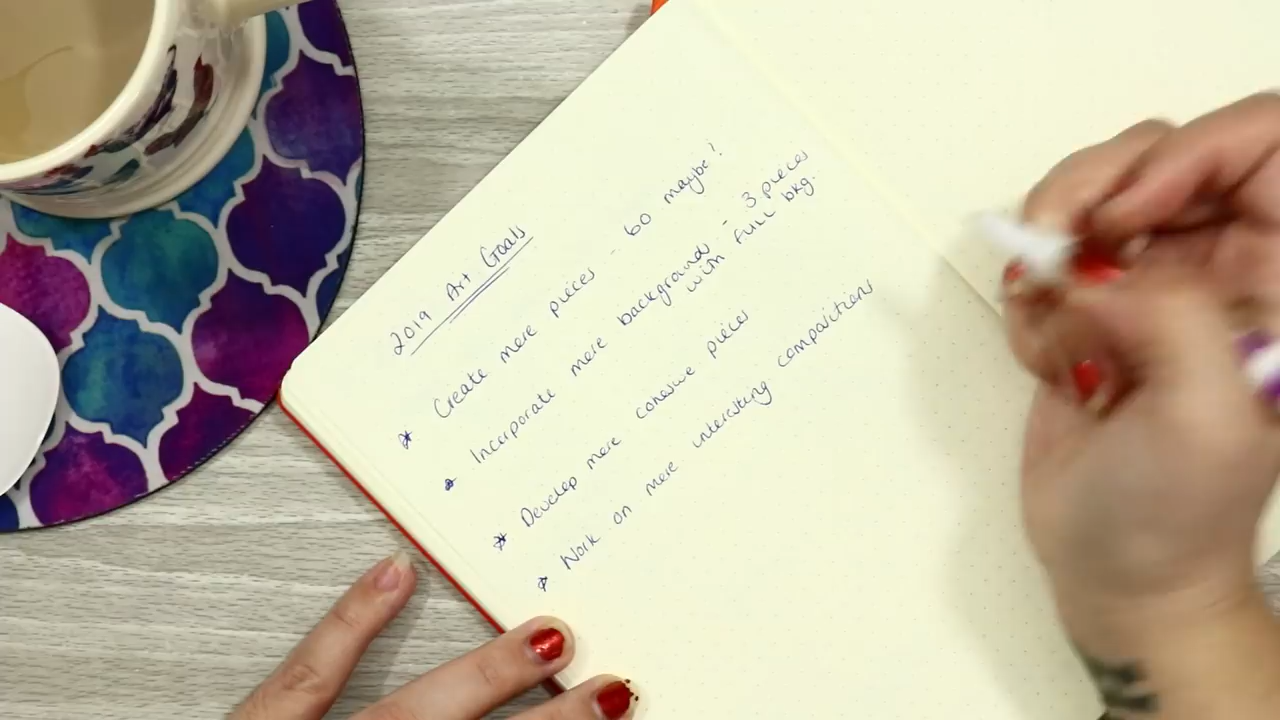 2019 Art Goals
* Create more pieces - 60 maybe?
* Incorporate more backgrounds - 3 pieces
with full bkg.
* Develop more cohesive pieces
* Work on more interesting compositions